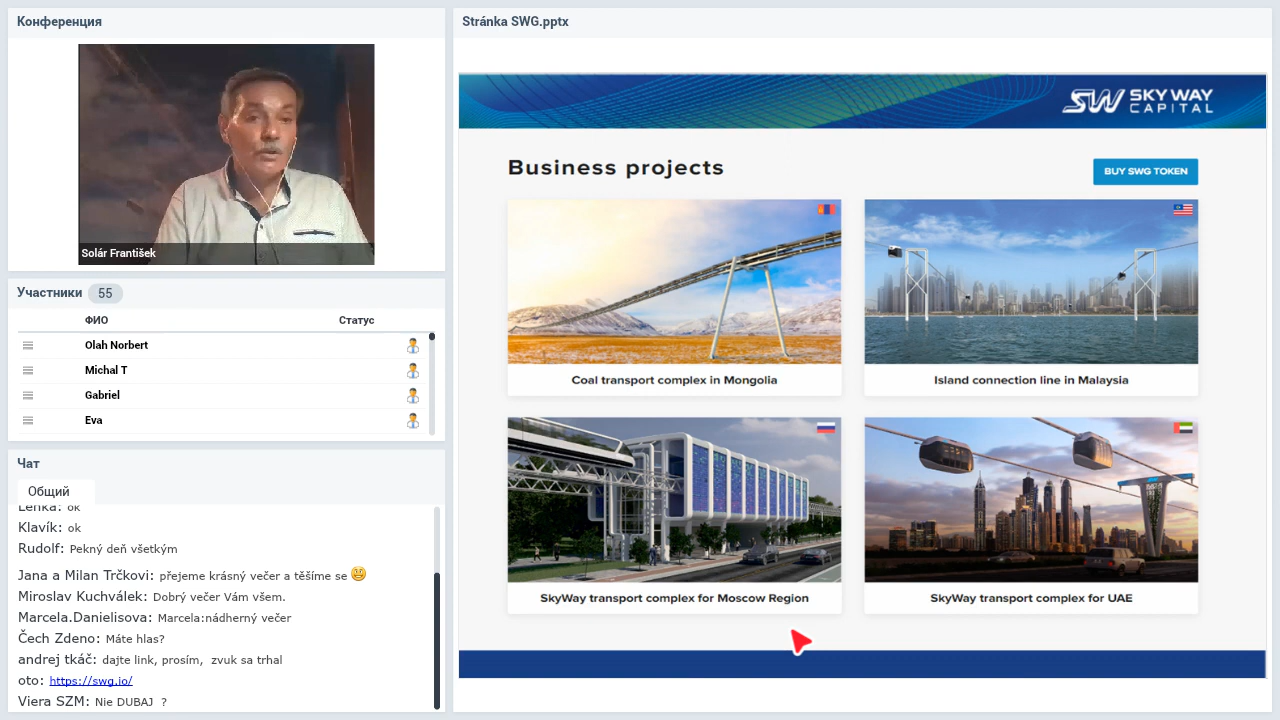 Конференция
Solár František
Участники 55
ФИО Статус
Olah Norbert
Michal T
Gabriel
Eva
Чат
Общий
Lenka: ok
Klavík: ok
Rudolf: Pekný deň všetkým
Jana a Milan Trčkovi: přejeme krásný večer a těšíme se
Miroslav Kuchválek: Dobrý večer Vám všem.
Marcela.Danielisova: Marcela:nádherný večer
Čech Zdeno: Máte hlas?
andrej tkáč: dajte link, prosím, zvuk sa trhal
oto: https://swg.io/
Viera SZM: Nie DUBAJ ?
Stránka SWG.pptx
SW SKY WAY
CAPITAL
Business projects
BUY SWG TOKEN
Coal transport complex in Mongolia
Island connection line in Malaysia
SkyWay transport complex for Moscow Region
SkyWay transport complex for UAE